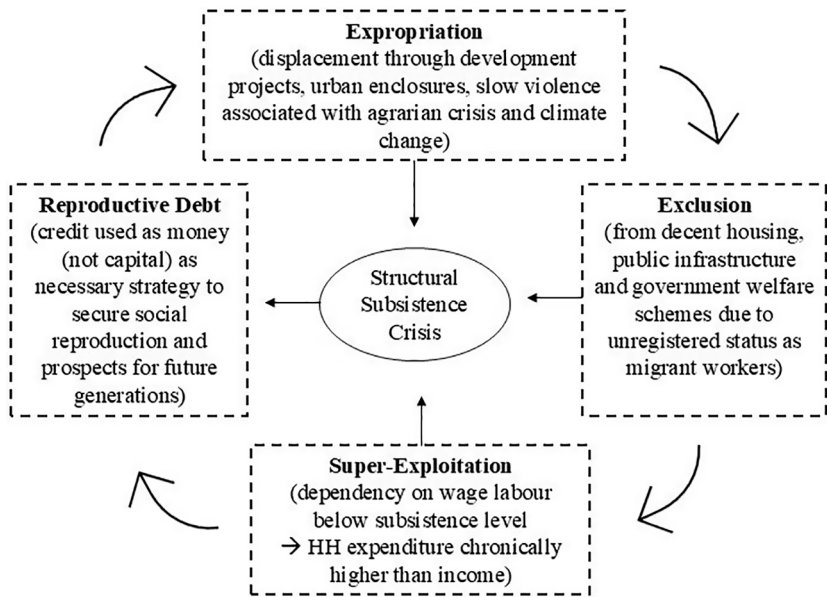 Expropriation
(displacement through development
projects, urban enclosures, slow violence
associated with agrarian crisis and climate
change)
Reproductive Debt
(credit used as money
(not capital) as
necessary strategy to
secure social
reproduction and
prospects for future
generations)
Structural
Subsistence
Crisis
Exclusion
(from decent housing,
public infrastructure
and government welfare
schemes due to
unregistered status as
migrant workers)
Super-Exploitation
(dependency on wage labour
below subsistence level
→ HH expenditure chronically
higher than income)